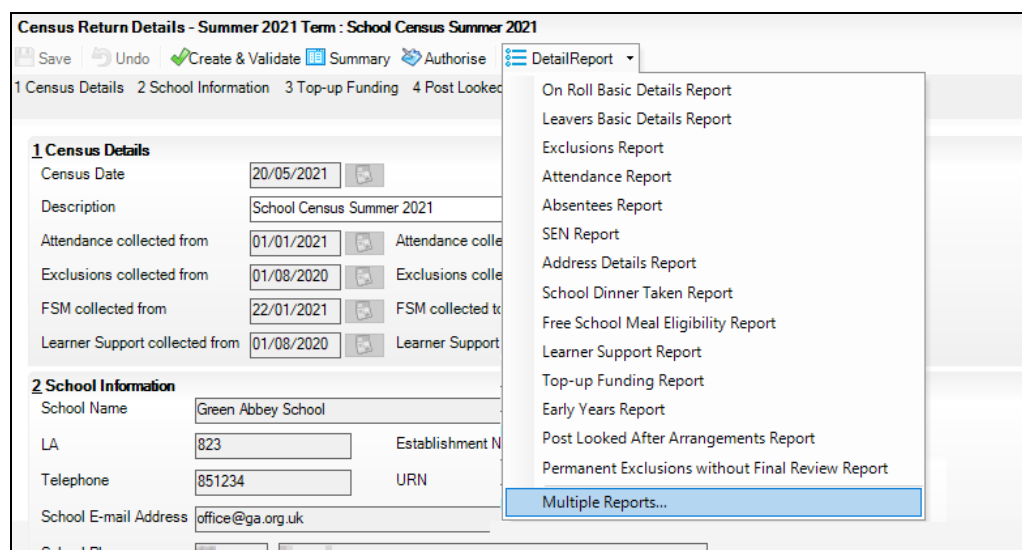 Census Return Details - Summer 2021 Term : School Census Summer 2021
Save Undo Create & Validate Summary Authorise DetailReport
1 Census Details 2 School Information 3 Top-up Funding 4 Post Looked
On Roll Basic Details Report
Leavers Basic Details Report
Exclusions Report
Attendance Report
Absentees Report
SEN Report
Address Details Report
School Dinner Taken Report
Free School Meal Eligibility Report
Learner Support Report
Top-up Funding Report
Early Years Report
Post Looked After Arrangements Report
Permanent Exclusions without Final Review Report
Multiple Reports...
1 Census Details
Census Date 20/05/2021
Description School Census Summer 2021
Attendance collected from 01/01/2021 Attendance colle
Exclusions collected from 01/08/2020 Exclusions colle
FSM collected from 22/01/2021 FSM collected to
Learner Support collected from 01/08/2020 Learner Support
2 School Information
School Name Green Abbey School
LA 823 Establishment N
Telephone 851234 URN
School E-mail Address office@ga.org.uk